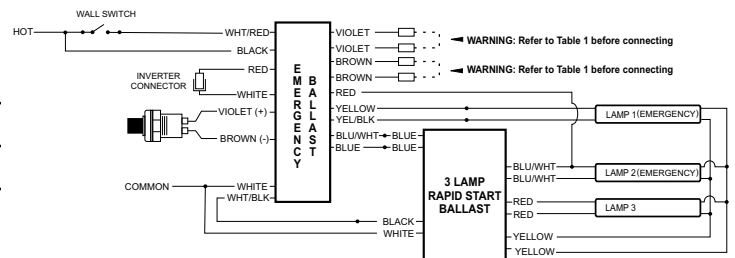 WALL SWITCH
HOT
WHT/RED
BLACK
RED
INVERTER
CONNECTOR
WHITE
VIOLET (+)
BROWN (-)
COMMON
WHITE
WHT/BLK
EMERGENCY
BALLAST
VIOLET
VIOLET
WARNING: Refer to Table 1 before connecting
BROWN
BROWN
WARNING: Refer to Table 1 before connecting
RED
YELLOW
YEL/BLK
BLU/WHT
BLUE
BLUE
BLUE
LAMP 1 (EMERGENCY)
3 LAMP
RAPID START
BALLAST
BLU/WHT
BLU/WHT
LAMP 2 (EMERGENCY)
RED
RED
LAMP 3
BLACK
WHITE
YELLOW
YELLOW